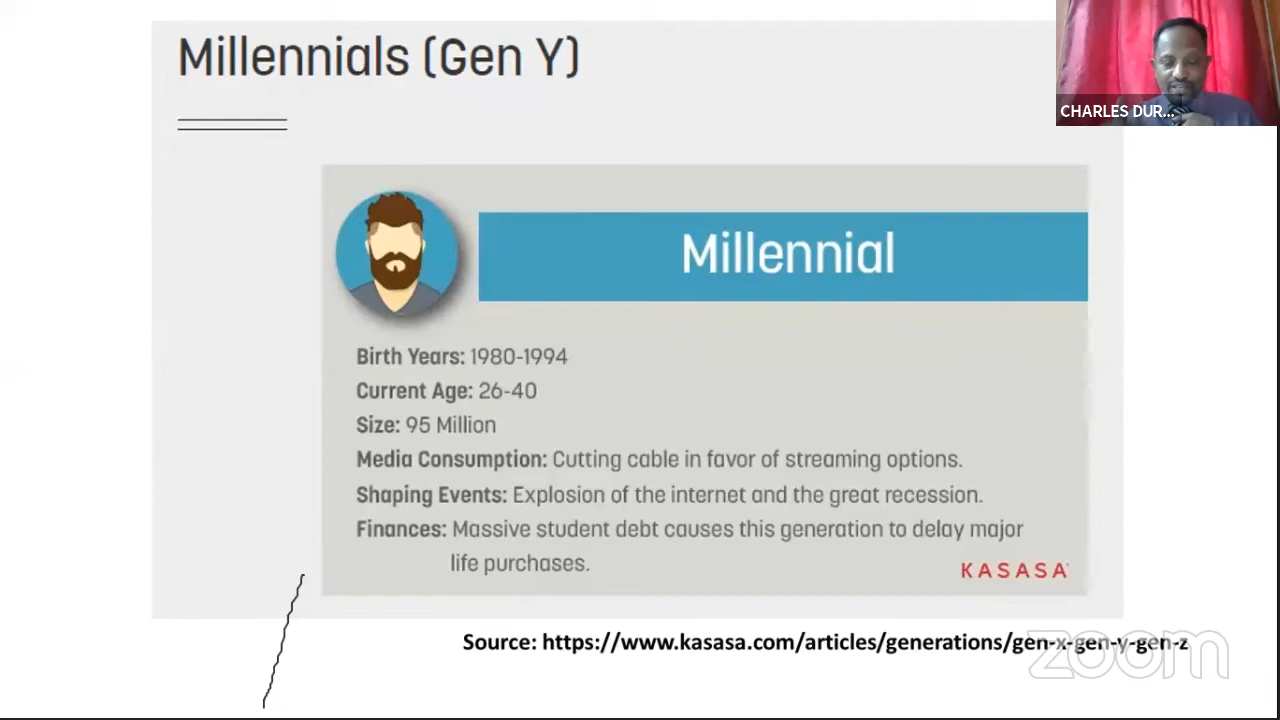 Millennials (Gen Y)
CHARLES DUR...
Millennial
Birth Years: 1980-1994
Current Age: 26-40
Size: 95 Million
Media Consumption: Cutting cable in favor of streaming options.
Shaping Events: Explosion of the internet and the great recession.
Finances: Massive student debt causes this generation to delay major
life purchases.
KASASA
Source: https://www.kasasa.com/articles/generations/gen-x-gen-y-gen-z
zoom